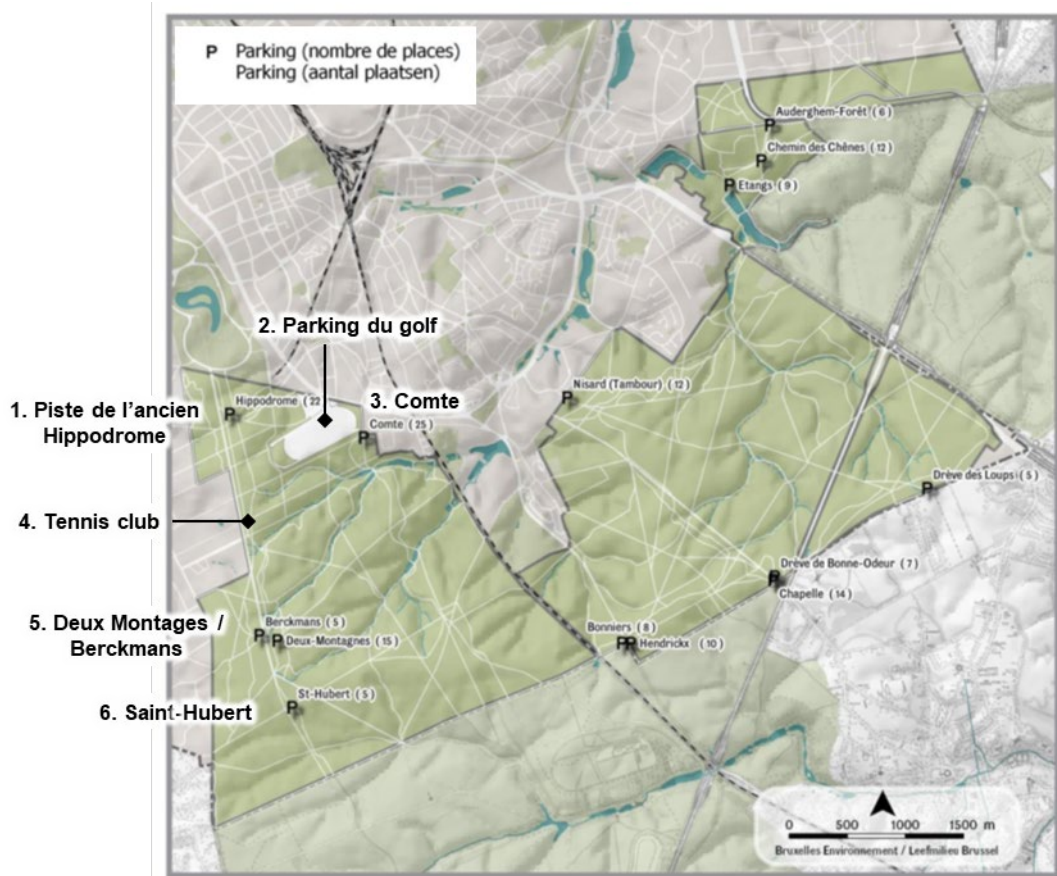 P Parking (nombre de places)
Parking (aantal plaatsen)
Auderghem-Forêt ( 6 )
Chemin des Chênes ( 12 )
Etangs ( 9 )
2. Parking du golf
1. Piste de l’ancien
Hippodrome
Hippodrome ( 22
3. Comte
Comte ( 25 )
Nisard (Tambour) ( 12 )
Drève des Loups ( 5 )
4. Tennis club
Drève de Bonne-Odeur ( 7 )
Chapelle ( 14 )
5. Deux Montages /
Berckmans
Berckmans ( 5 )
Deux-Montagnes ( 15 )
Bonniers ( 8 )
Hendrickx ( 10 )
6. Saint-Hubert
St-Hubert ( 5 )
0 500 1000 1500 m
Bruxelles Environnement / Leefmilieu Brussel